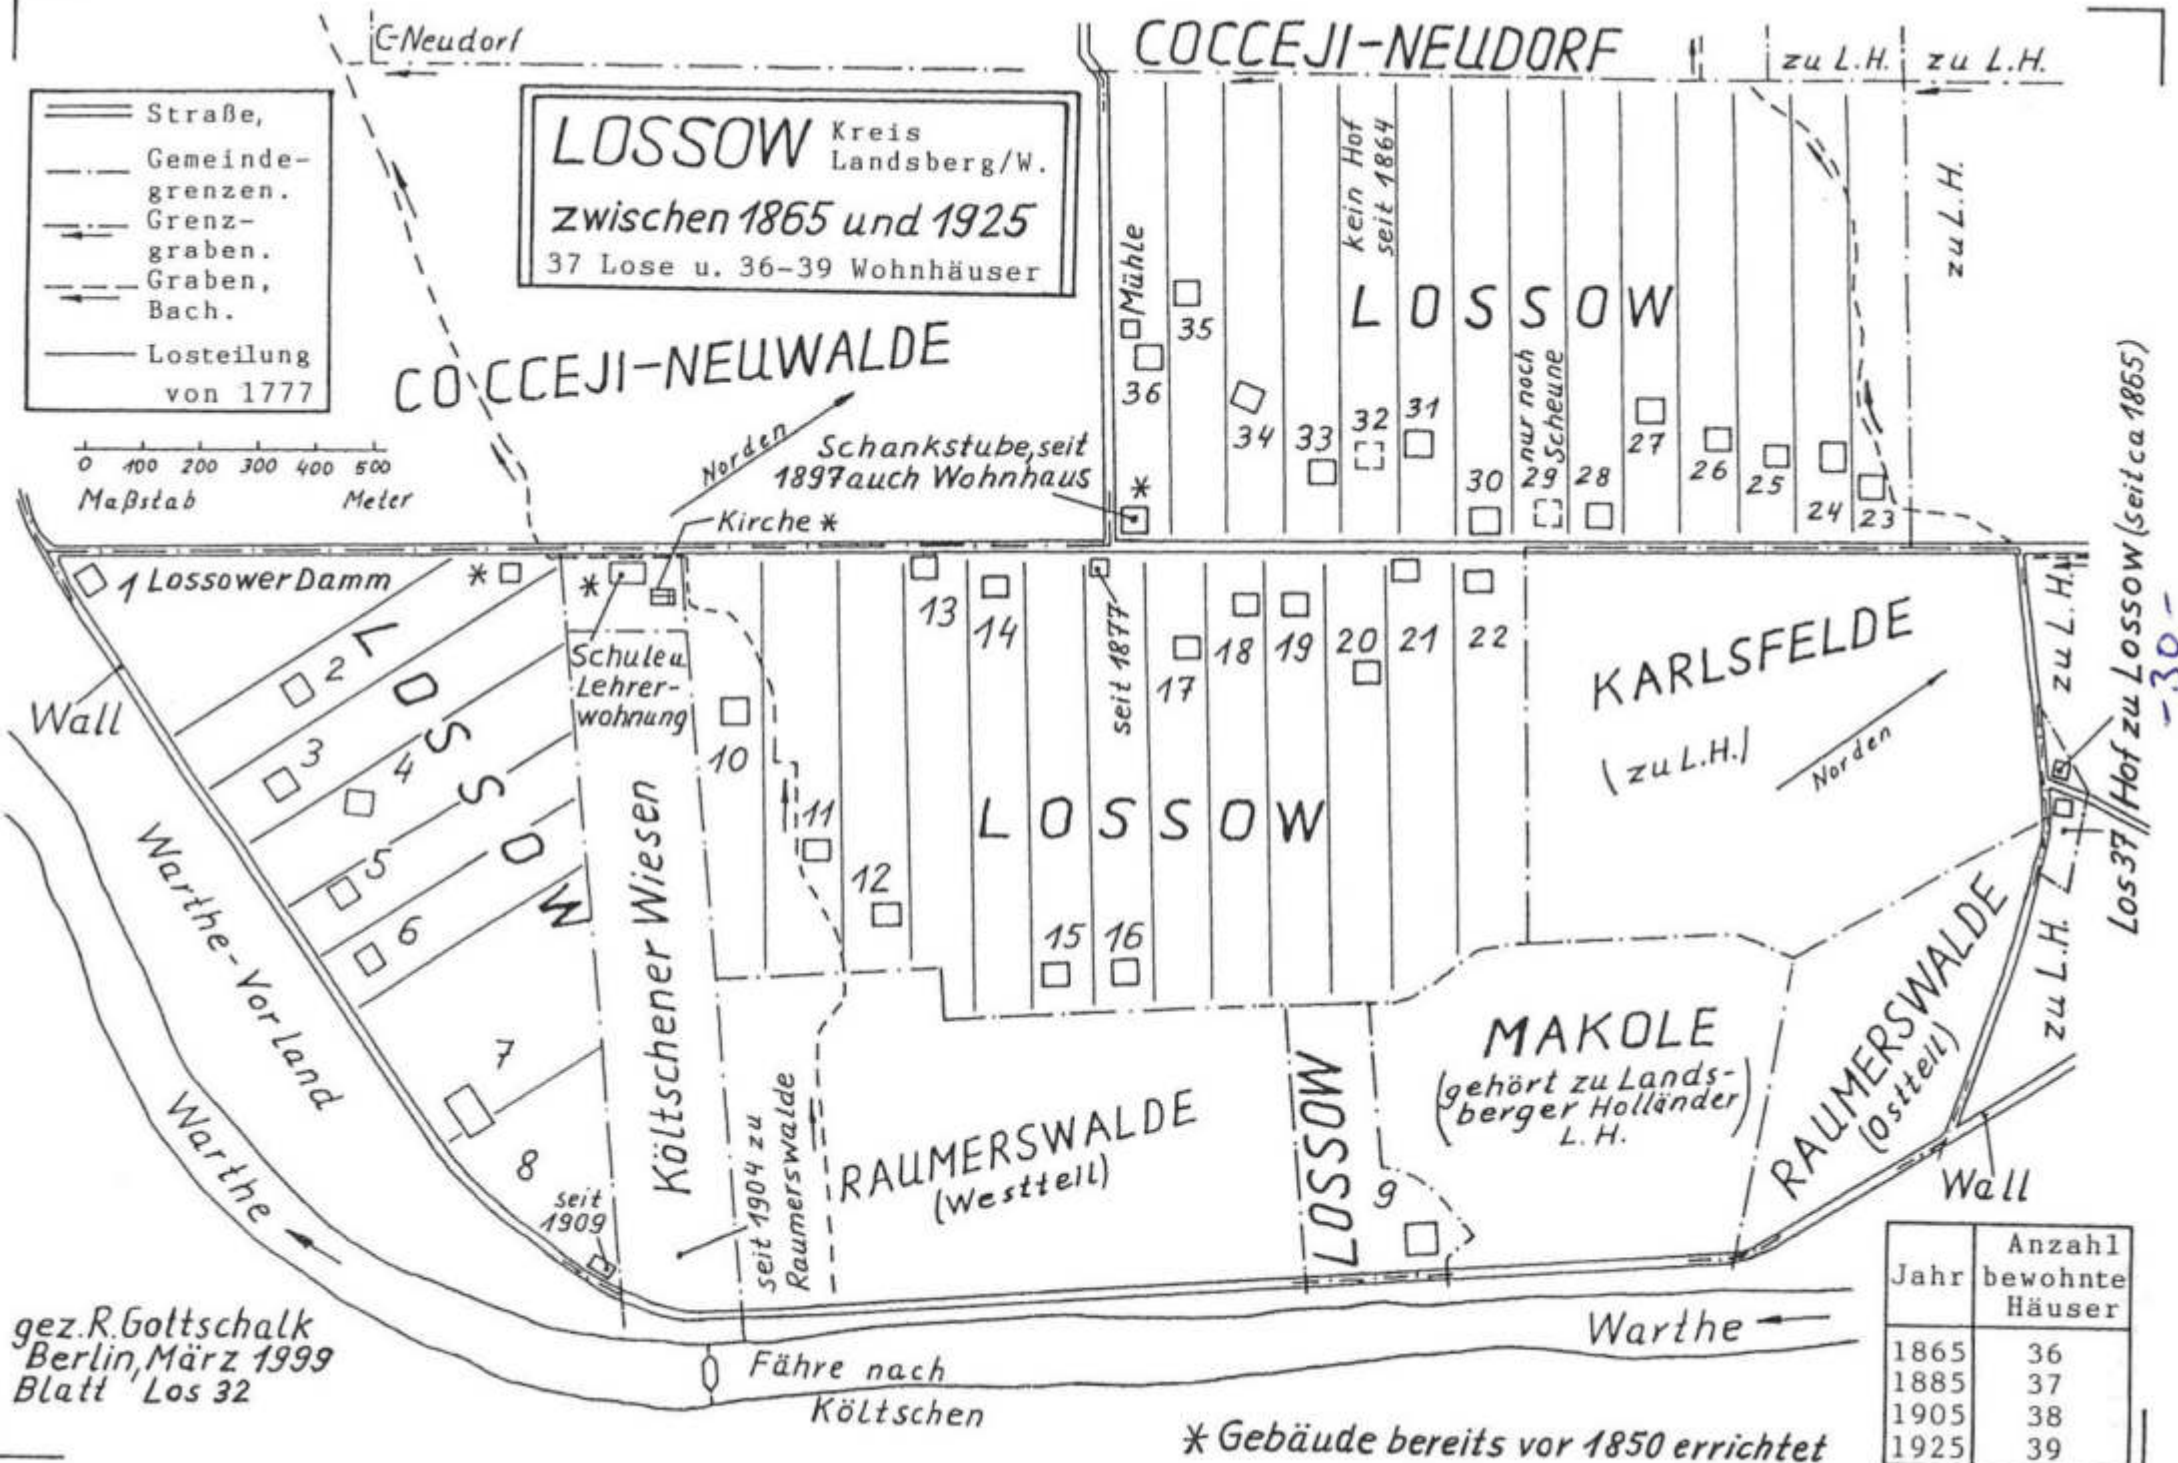 C-Neudorf
COCCEJI-NEUDORF
zu L.H.
zu L.H.
Straße,
Gemeinde-
grenzen.
Grenz-
graben.
Graben,
Bach.
Losteilung
von 1777
LOSSOW Kreis
Landsberg/W.
zwischen 1865 und 1925
37 Lose u. 36-39 Wohnhäuser
0 100 200 300 400 500
Maßstab Meter
COCCEJI-NEUWALDE
Norden
Schankstube, seit
1897 auch Wohnhaus
*
Kirche *
Mühle
36
35
34
33
32
kein Hof
seit 1864
31
30
nur noch
Scheune
29
28
27
26
25
24
23
LOSSOW
zu L.H.
1 Lossower Damm
*
*
Schule u.
Lehrer-
wohnung
2
3
4
5
6
7
8
seit
1909
LOSSOW
Wall
Warthe-Vorland
Warthe
Költschener Wiesen
seit 1904 zu
Raumerswalde
10
11
12
13
14
15
16
seit 1877
17
18
19
20
21
22
LOSSOW
KARLSFELDE
(zu L.H.)
Norden
zu L.H.
Los 37//Hof zu Lossow (seit ca 1865)
-30-
zu L.H.
RAUMERSWALDE
(Westteil)
LOSSOW
9
MAKOLE
(gehört zu Lands-
berger Holländer)
L.H.
RAUMERSWALDE
(Ostteil)
Wall
Warthe
Fähre nach
Költschen
gez. R. Gottschalk
Berlin, März 1999
Blatt 'Los 32
* Gebäude bereits vor 1850 errichtet
Jahr Anzahl
bewohnte
Häuser
1865 36
1885 37
1905 38
1925 39